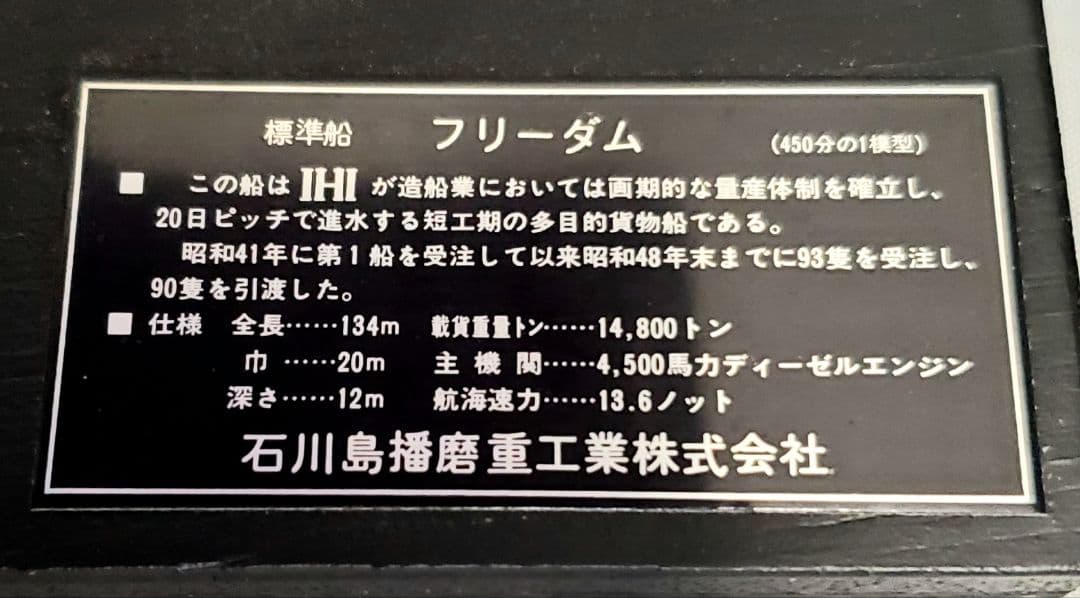 標準船 フリーダム (450分の1模型)
■ この船は IHI が造船業においては画期的な量産体制を確立し、
20日ピッチで進水する短工期の多目的貨物船である。
昭和41年に第1船を受注して以来昭和48年末までに93隻を受注し、
90隻を引渡した。
■ 仕様 全長……134m 載貨重量トン……14,800トン
巾 ……20m 主機関……4,500馬力ディーゼルエンジン
深さ……12m 航海速力……13.6ノット
石川島播磨重工業株式会社